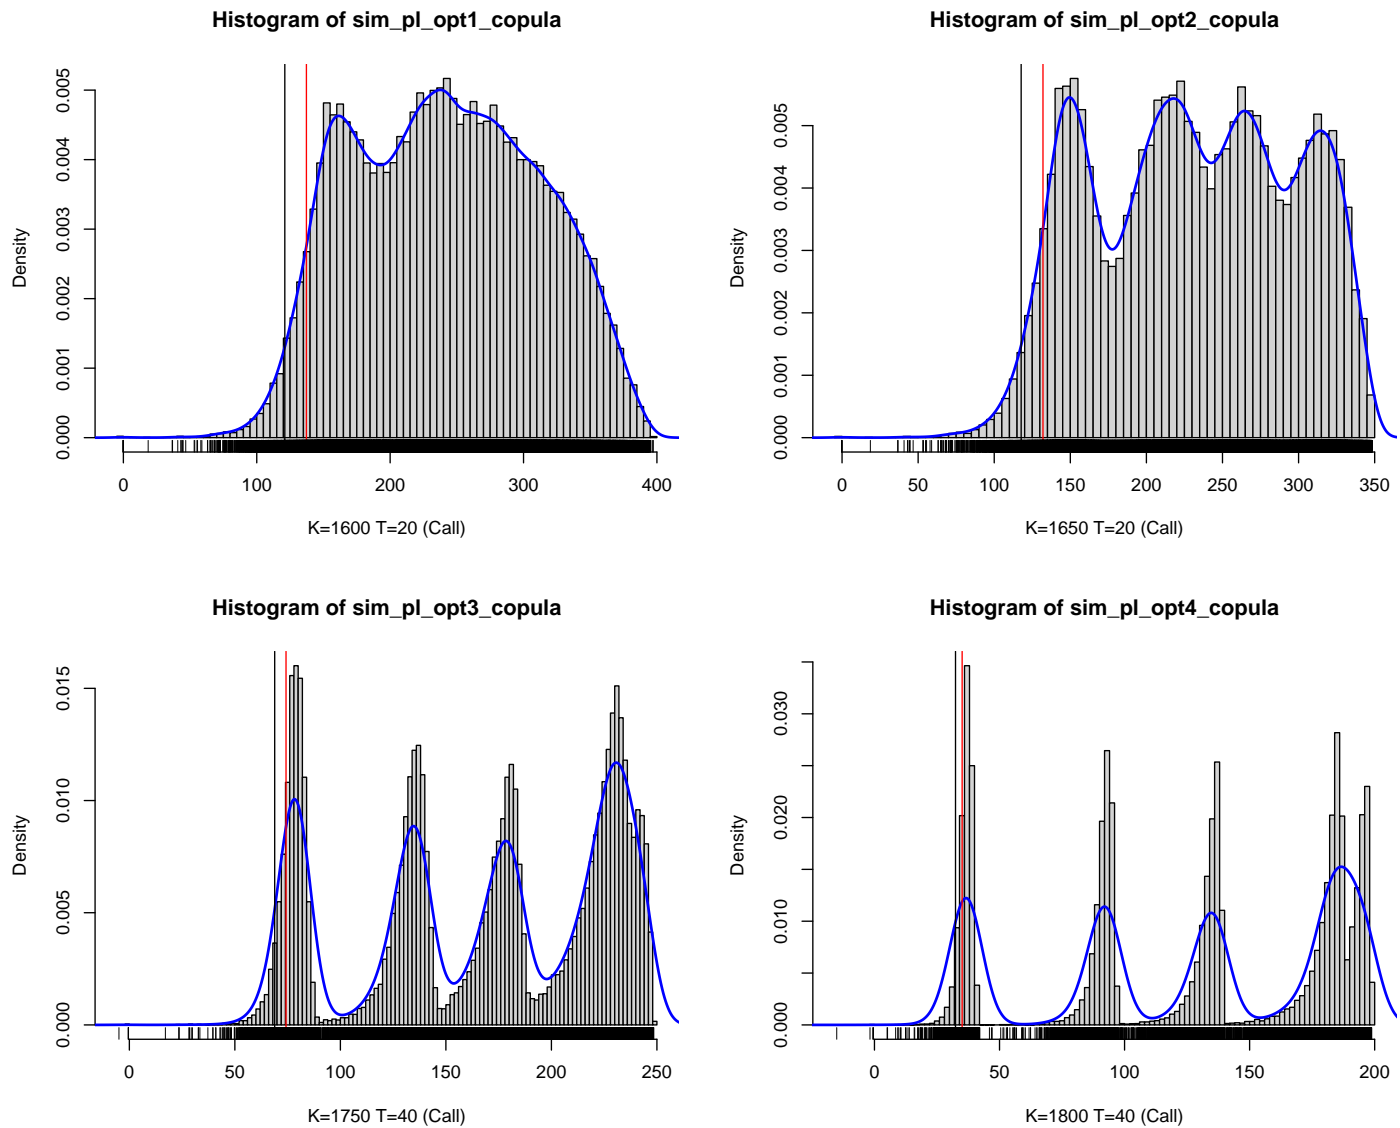 Histogram of sim_pl_opt1_copula
Density
0.000 0.001 0.002 0.003 0.004 0.005
0 100 200 300 400
K=1600 T=20 (Call)
Histogram of sim_pl_opt2_copula
Density
0.000 0.001 0.002 0.003 0.004 0.005
0 50 100 150 200 250 300 350
K=1650 T=20 (Call)
Histogram of sim_pl_opt3_copula
Density
0.000 0.005 0.010 0.015
0 50 100 150 200 250
K=1750 T=40 (Call)
Histogram of sim_pl_opt4_copula
Density
0.000 0.010 0.020 0.030
0 50 100 150 200
K=1800 T=40 (Call)